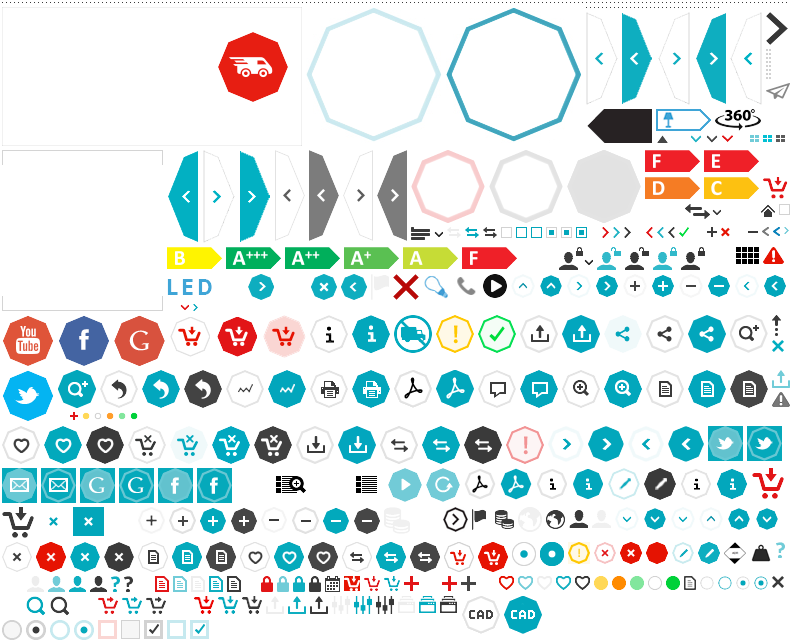 360°
F E
D C
B A+++ A++ A+ A F
LED
You
Tube
f G
i i ! ✓
!
G G f f
i i i i
!
? ?
?
CAD CAD